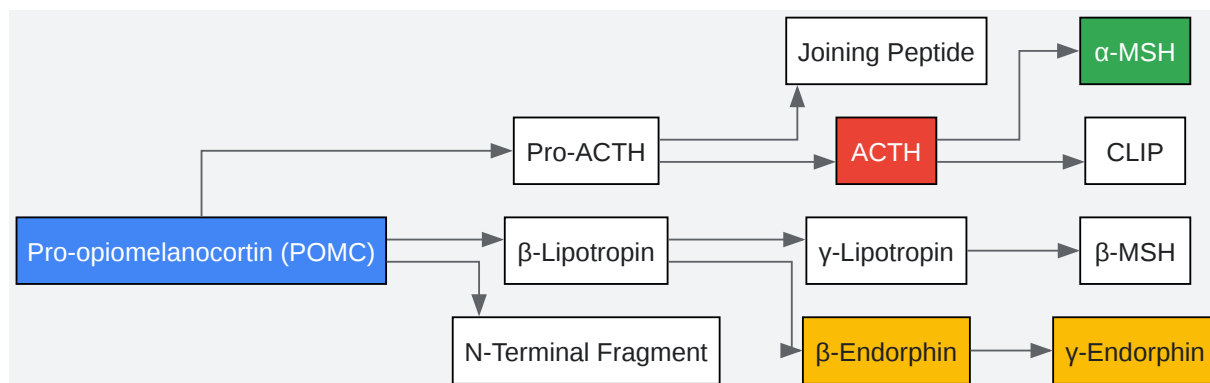 Joining Peptide
α-MSH
Pro-ACTH
ACTH
CLIP
Pro-opiomelanocortin (POMC)
β-Lipotropin
γ-Lipotropin
β-MSH
N-Terminal Fragment
β-Endorphin
γ-Endorphin